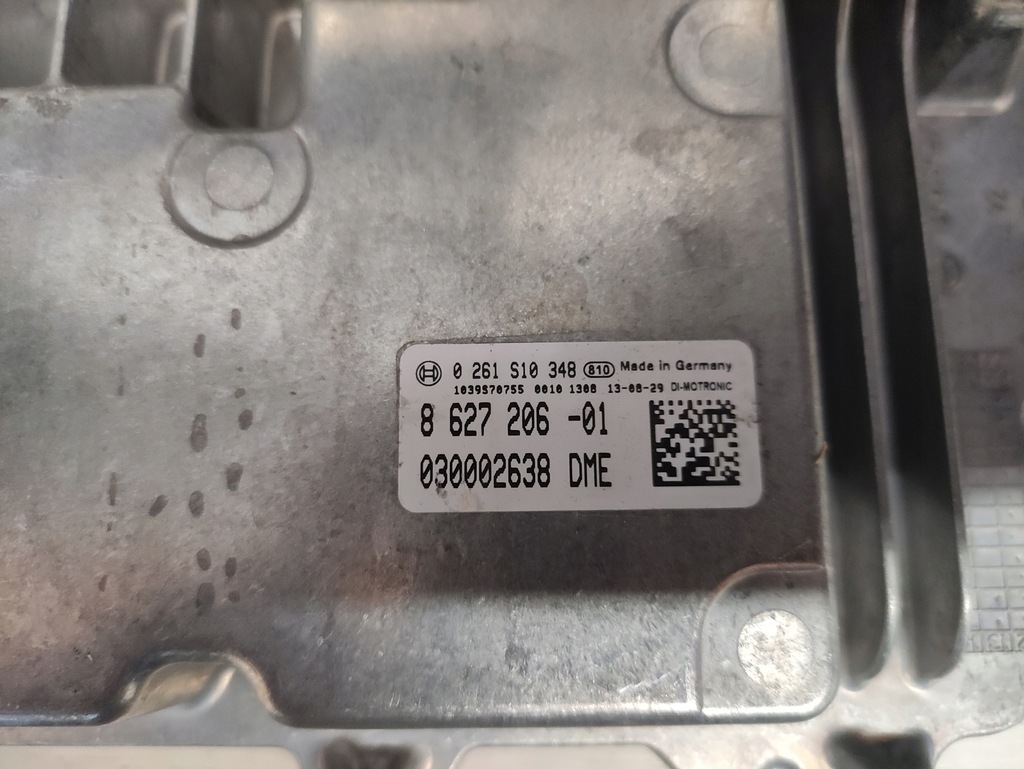 0 261 S10 348 810 Made in Germany
1039S70755 0010 1308 13-08-29 DI-MOTRONIC
8 627 206 -01
030002638 DME